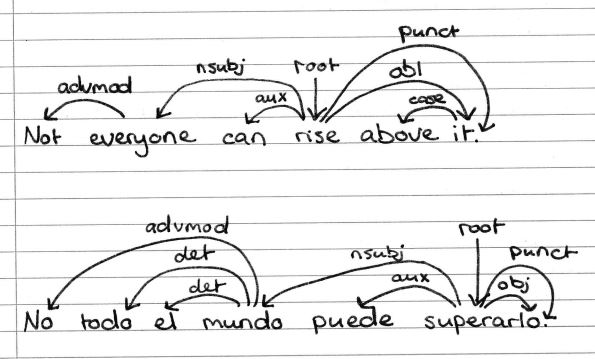 punct
nsubj root obl
advmod aux case
Not everyone can rise above it.
advmod root
det nsubj punct
det aux obj
No todo el mundo puede superarlo.